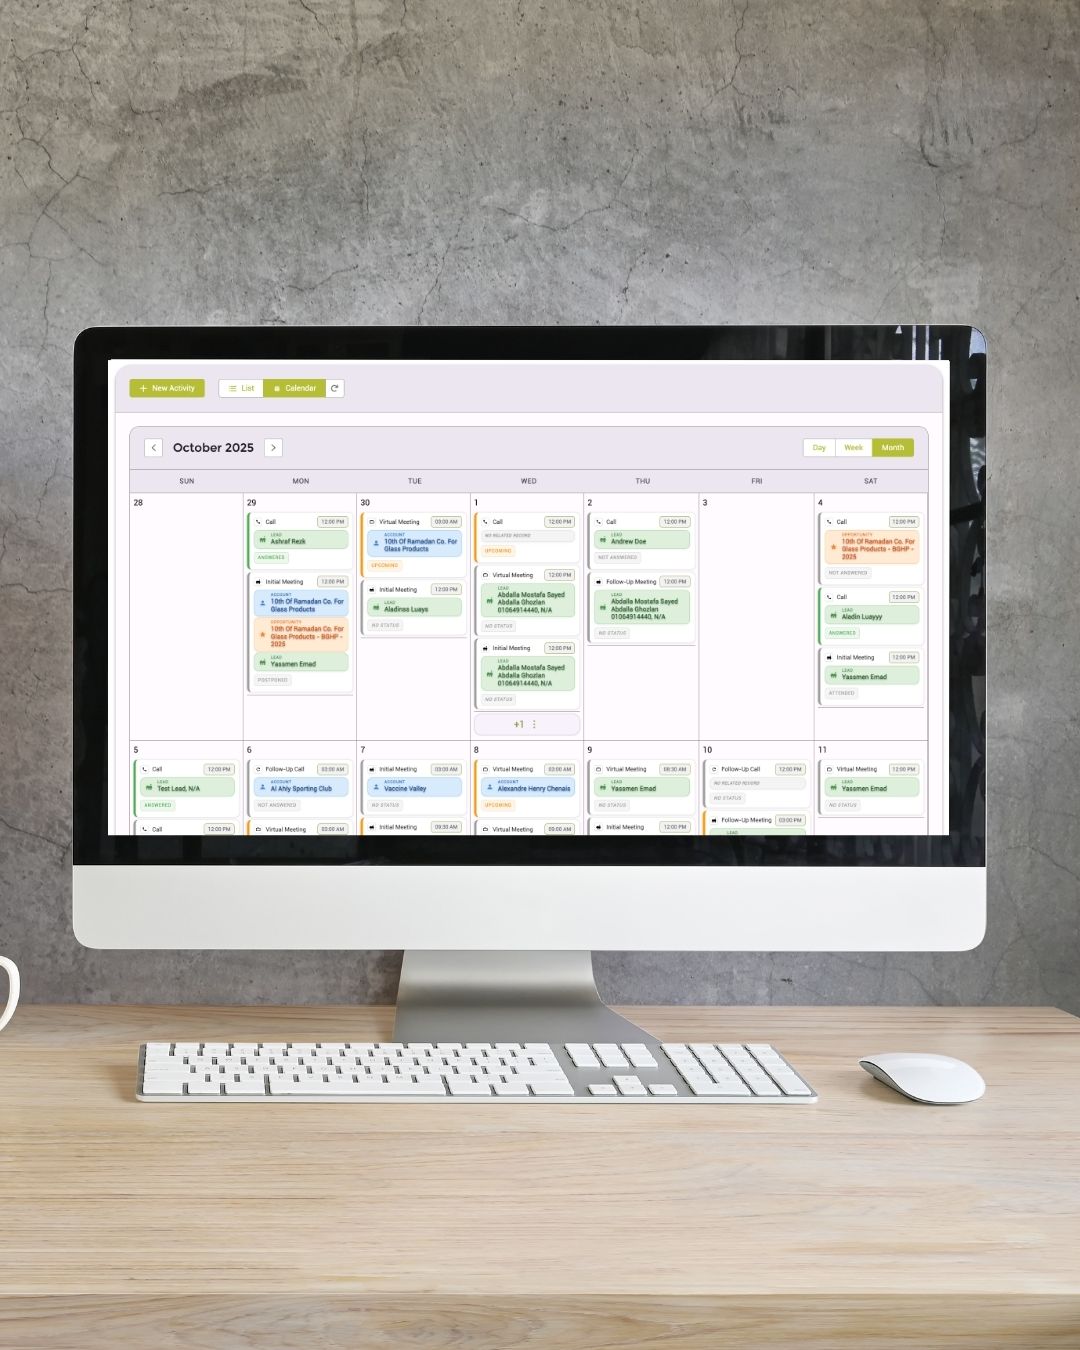 + New Activity
List
Calendar
October 2025
Day
Week
Month
SUN
MON
TUE
WED
THU
FRI
SAT
28
29
Call
12:00 PM
LEAD
Ashraf Rezk
ANSWERED
Initial Meeting
12:00 PM
ACCOUNT
10th Of Ramadan Co. For
Glass Products
OPPORTUNITY
10th Of Ramadan Co. For
Glass Products - BGHP -
2025
LEAD
Yassmen Emad
POSTPONED
30
Virtual Meeting
03:00 AM
ACCOUNT
10th Of Ramadan Co. For
Glass Products
UPCOMING
Initial Meeting
12:00 PM
LEAD
Aladinss Luays
NO STATUS
1
Call
12:00 PM
NO RELATED RECORD
UPCOMING
Virtual Meeting
12:00 PM
LEAD
Abdalla Mostafa Sayed
Abdalla Ghozlan
01064914440, N/A
NO STATUS
Initial Meeting
12:00 PM
LEAD
Abdalla Mostafa Sayed
Abdalla Ghozlan
01064914440, N/A
NO STATUS
+1
2
Call
12:00 PM
LEAD
Andrew Doe
NOT ANSWERED
Follow-Up Meeting
12:00 PM
LEAD
Abdalla Mostafa Sayed
Abdalla Ghozlan
01064914440, N/A
NO STATUS
3
4
Call
12:00 PM
OPPORTUNITY
10th Of Ramadan Co. For
Glass Products - BGHP -
2025
NOT ANSWERED
Call
12:00 PM
LEAD
Aladin Luayyy
ANSWERED
Initial Meeting
12:00 PM
LEAD
Yassmen Emad
ATTENDED
5
Call
12:00 PM
LEAD
Test Lead, N/A
ANSWERED
Call
12:00 PM
6
Follow-Up Call
03:00 AM
ACCOUNT
Al Ahly Sporting Club
NOT ANSWERED
Virtual Meeting
03:00 AM
7
Initial Meeting
03:00 AM
ACCOUNT
Vaccine Valley
NO STATUS
Initial Meeting
09:30 AM
8
Virtual Meeting
03:00 AM
ACCOUNT
Alexandre Henry Chenais
UPCOMING
Virtual Meeting
09:00 AM
9
Virtual Meeting
08:30 AM
LEAD
Yassmen Emad
NO STATUS
Initial Meeting
12:00 PM
10
Follow-Up Call
12:00 PM
NO RELATED RECORD
NO STATUS
Follow-Up Meeting
03:00 PM
LEAD
11
Virtual Meeting
12:00 PM
LEAD
Yassmen Emad
NO STATUS